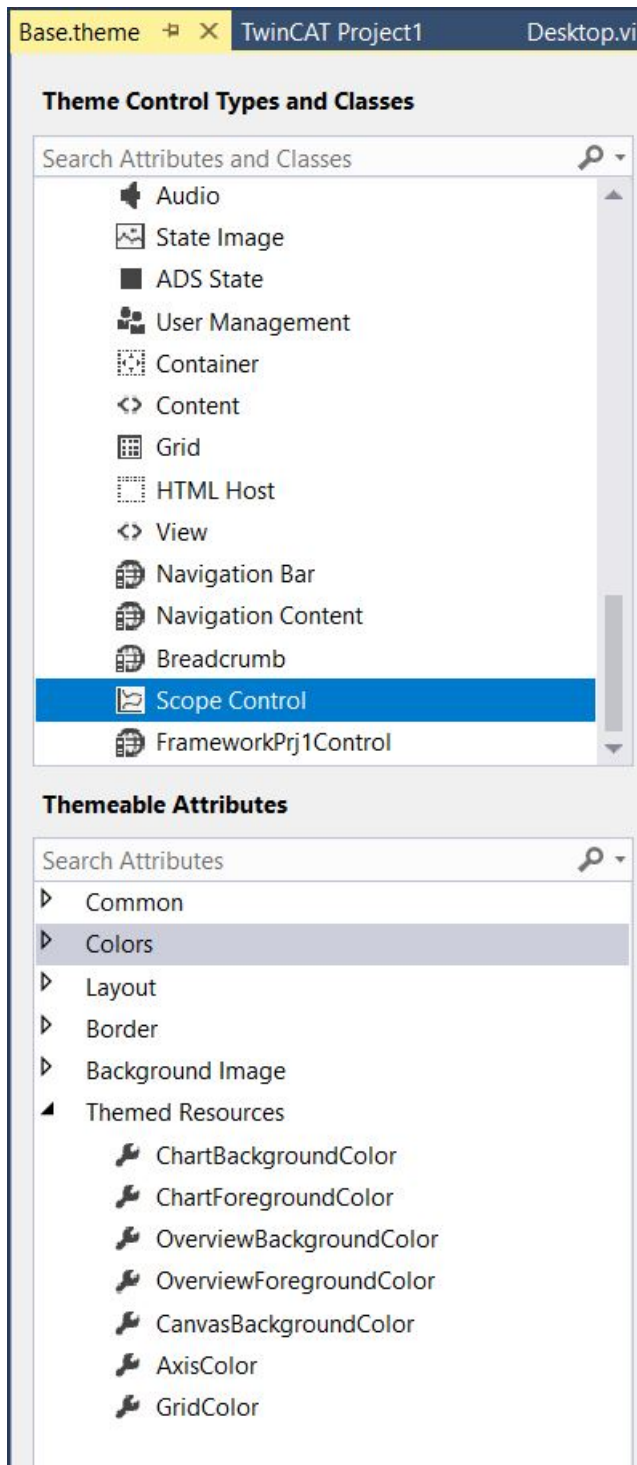 Base.theme TwinCAT Project1 Desktop.vi
Theme Control Types and Classes
Search Attributes and Classes
Audio
State Image
ADS State
User Management
Container
Content
Grid
HTML Host
View
Navigation Bar
Navigation Content
Breadcrumb
Scope Control
FrameworkPrj1Control
Themeable Attributes
Search Attributes
Common
Colors
Layout
Border
Background Image
Themed Resources
ChartBackgroundColor
ChartForegroundColor
OverviewBackgroundColor
OverviewForegroundColor
CanvasBackgroundColor
AxisColor
GridColor